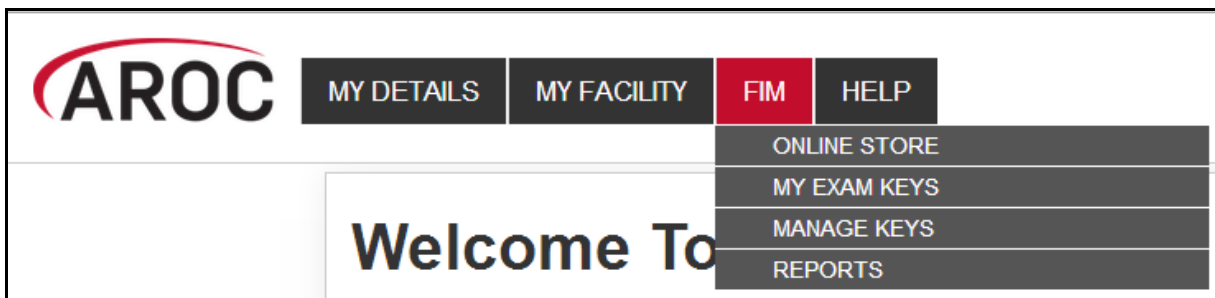 AROC
MY DETAILS MY FACILITY FIM HELP
ONLINE STORE
MY EXAM KEYS
MANAGE KEYS
REPORTS
Welcome To